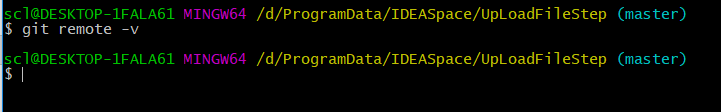 scl@DESKTOP-1FALA61 MINGW64 /d/ProgramData/IDEASpace/UpLoadFileStep (master)
$ git remote -v
scl@DESKTOP-1FALA61 MINGW64 /d/ProgramData/IDEASpace/UpLoadFileStep (master)
$